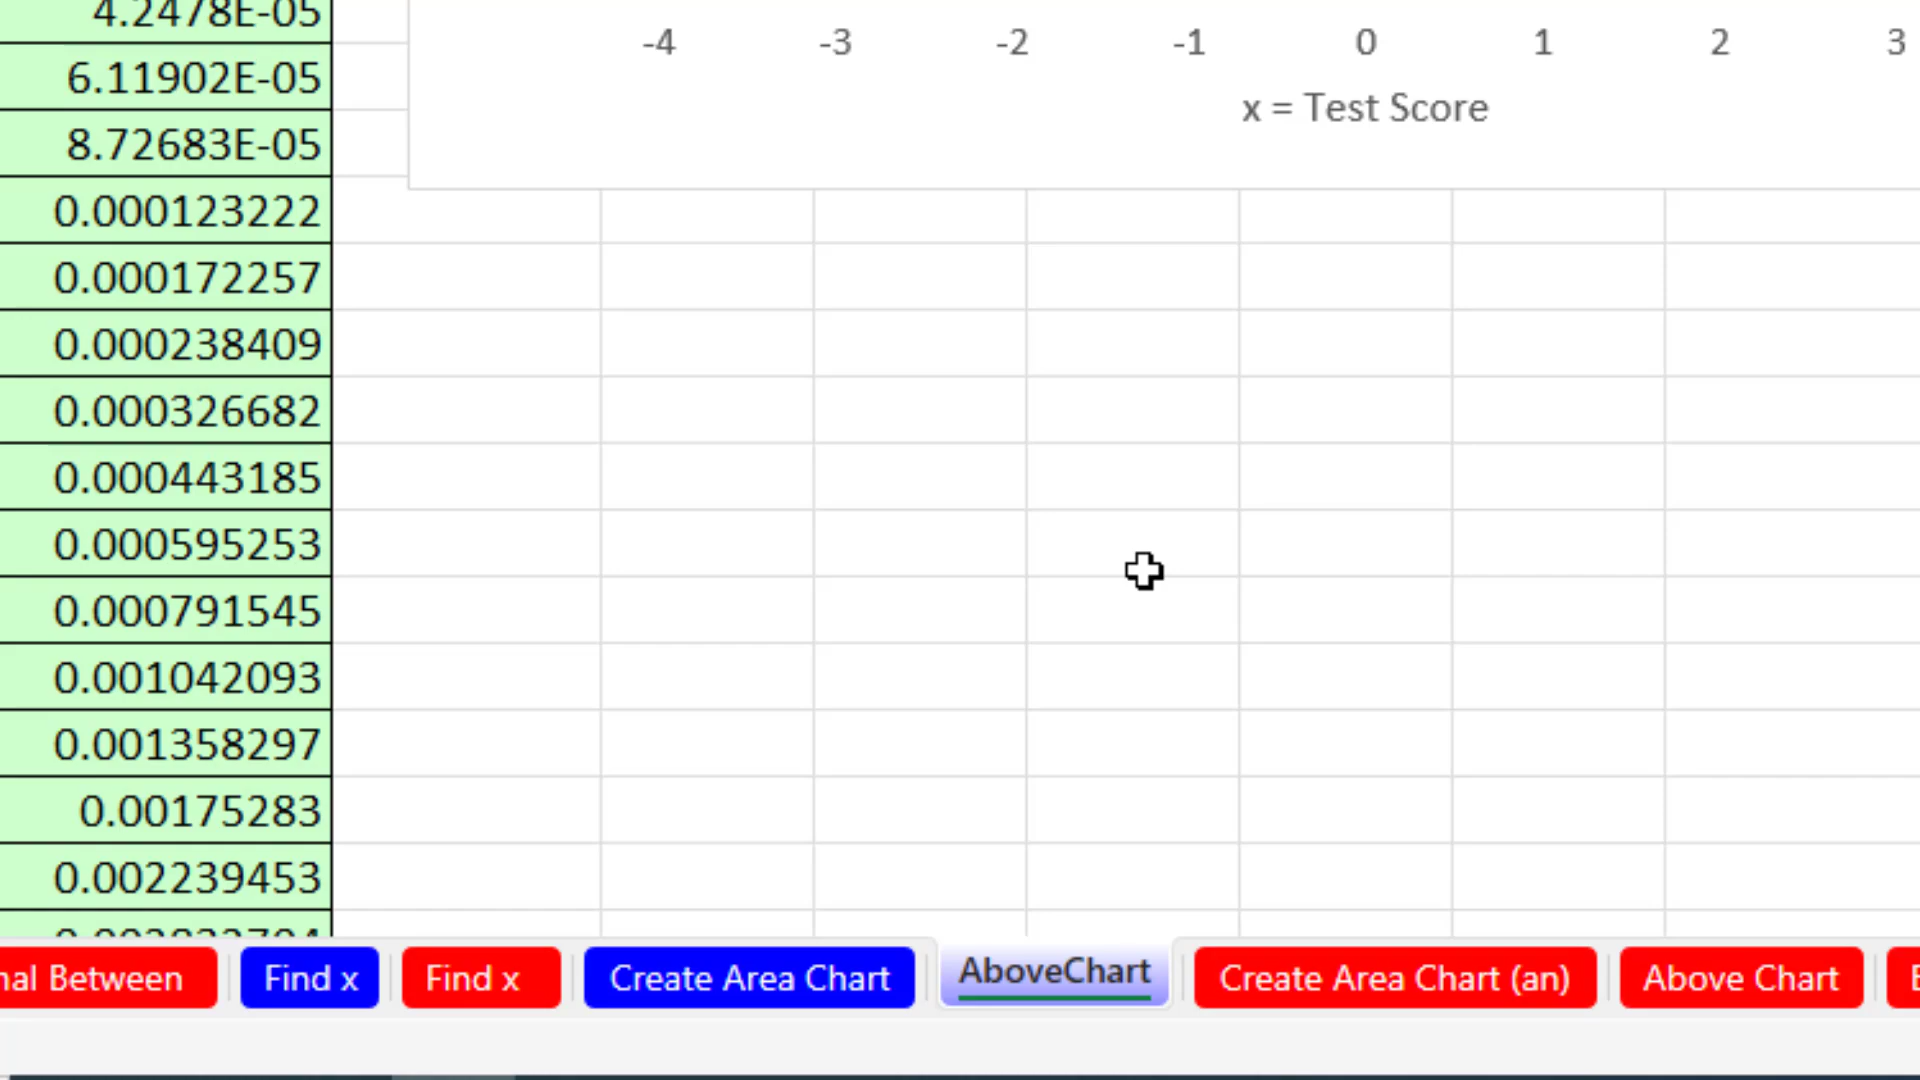 4.2478E-05
6.11902E-05
8.72683E-05
0.000123222
0.000172257
0.000238409
0.000326682
0.000443185
0.000595253
0.000791545
0.001042093
0.001358297
0.00175283
0.002239453
-4 -3 -2 -1 0 1 2 3
x = Test Score
nal Between Find x Find x Create Area Chart AboveChart Create Area Chart (an) Above Chart